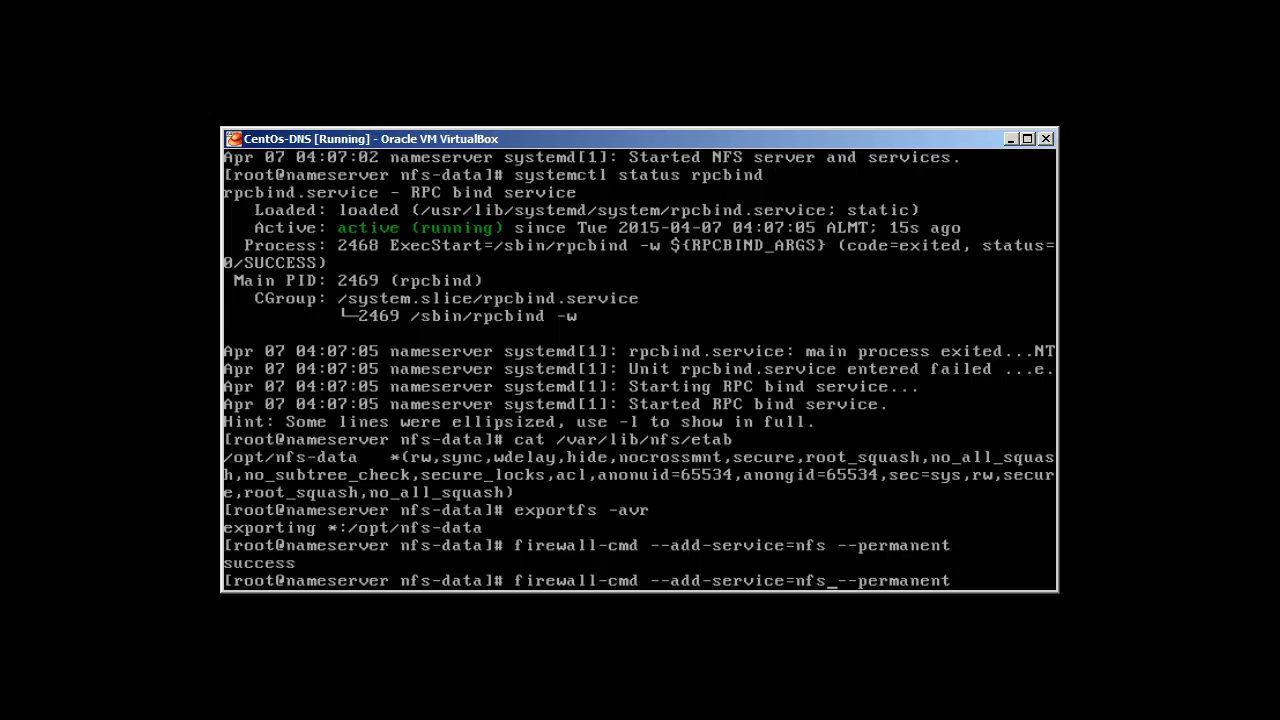 CentOs-DNS [Running] - Oracle VM VirtualBox
Apr 07 04:07:02 nameserver systemd[1]: Started NFS server and services.
[root@nameserver nfs-data]# systemctl status rpcbind
rpcbind.service - RPC bind service
   Loaded: loaded (/usr/lib/systemd/system/rpcbind.service; static)
   Active: active (running) since Tue 2015-04-07 04:07:05 ALMT; 15s ago
  Process: 2468 ExecStart=/sbin/rpcbind -w ${RPCBIND_ARGS} (code=exited, status=
0/SUCCESS)
 Main PID: 2469 (rpcbind)
   CGroup: /system.slice/rpcbind.service
           └─2469 /sbin/rpcbind -w
Apr 07 04:07:05 nameserver systemd[1]: rpcbind.service: main process exited...NT
Apr 07 04:07:05 nameserver systemd[1]: Unit rpcbind.service entered failed ...e.
Apr 07 04:07:05 nameserver systemd[1]: Starting RPC bind service...
Apr 07 04:07:05 nameserver systemd[1]: Started RPC bind service.
Hint: Some lines were ellipsized, use -l to show in full.
[root@nameserver nfs-data]# cat /var/lib/nfs/etab
/opt/nfs-data   *(rw,sync,wdelay,hide,nocrossmnt,secure,root_squash,no_all_squas
h,no_subtree_check,secure_locks,acl,anonuid=65534,anongid=65534,sec=sys,rw,secur
e,root_squash,no_all_squash)
[root@nameserver nfs-data]# exportfs -avr
exporting *:/opt/nfs-data
[root@nameserver nfs-data]# firewall-cmd --add-service=nfs --permanent
success
[root@nameserver nfs-data]# firewall-cmd --add-service=nfs --permanent